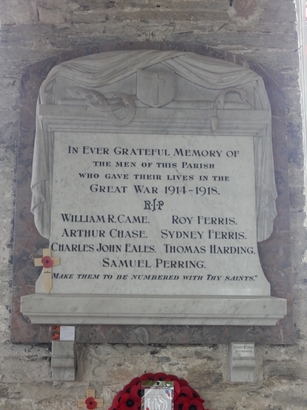 In Ever Grateful Memory of
the men of this Parish
who gave their lives in the
Great War 1914-1918.
R.I.P
William R. Came. Roy Ferris.
Arthur Chase. Sydney Ferris.
Charles John Eales. Thomas Harding.
Samuel Perring.
"Make them to be numbered with Thy Saints."